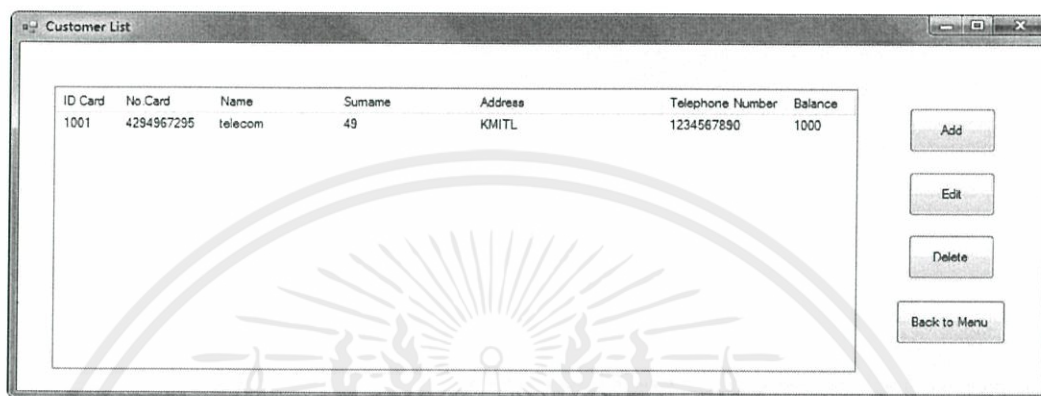 Customer List
ID Card No.Card Name Surname Address Telephone Number Balance
1001 4294967295 telecom 49 KMITL 1234567890 1000
Add
Edit
Delete
Back to Menu